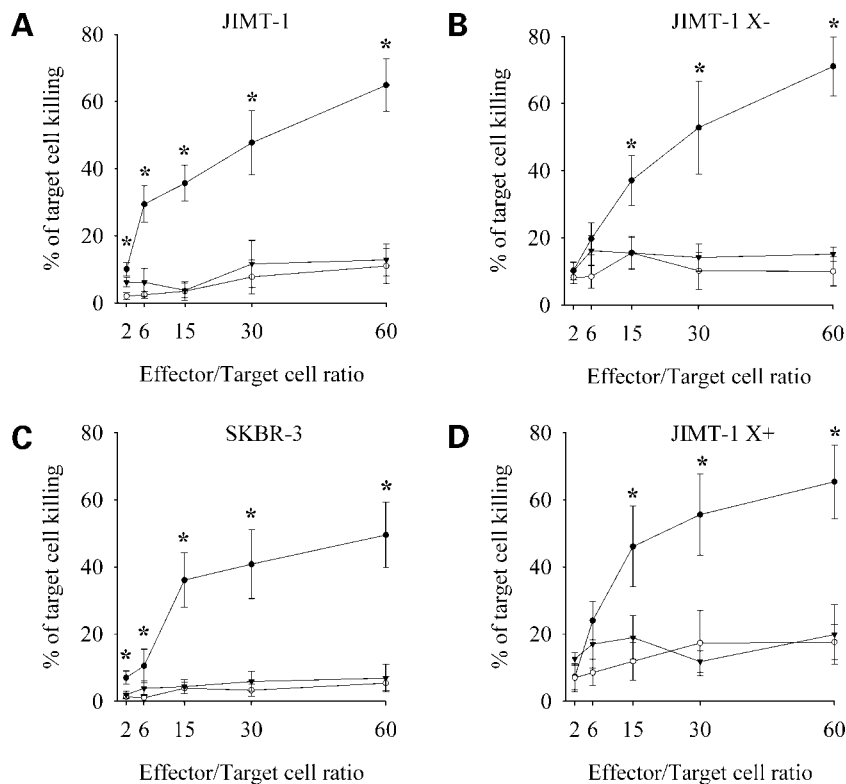 A
JIMT-1
% of target cell killing
80
60
40
20
0
* * * * *
2 6 15 30 60
Effector/Target cell ratio
B
JIMT-1 X-
% of target cell killing
80
60
40
20
0
* * *
2 6 15 30 60
Effector/Target cell ratio
C
SKBR-3
% of target cell killing
80
60
40
20
0
* * * * *
2 6 15 30 60
Effector/Target cell ratio
D
JIMT-1 X+
% of target cell killing
80
60
40
20
0
* * *
2 6 15 30 60
Effector/Target cell ratio